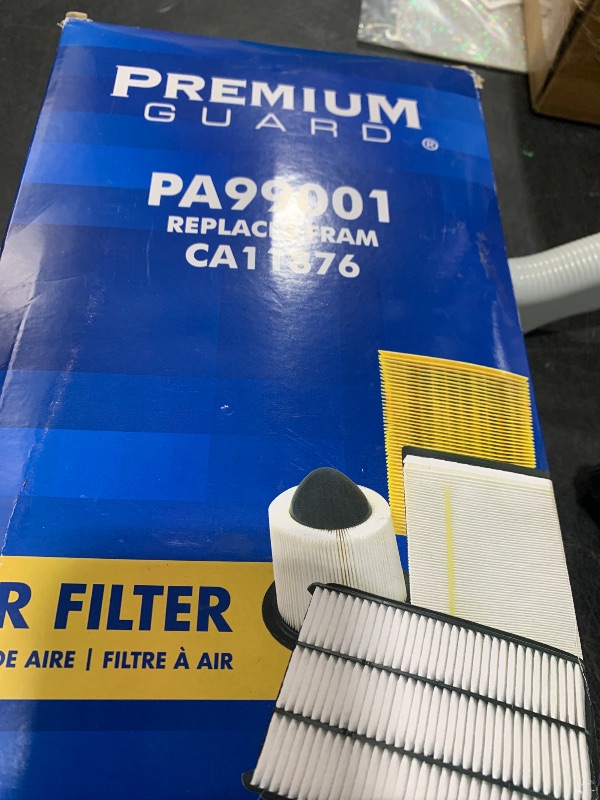 PREMIUM
GUARD ®
PA99001
REPLACES FRAM
CA11876
R FILTER
DE AIRE | FILTRE À AIR